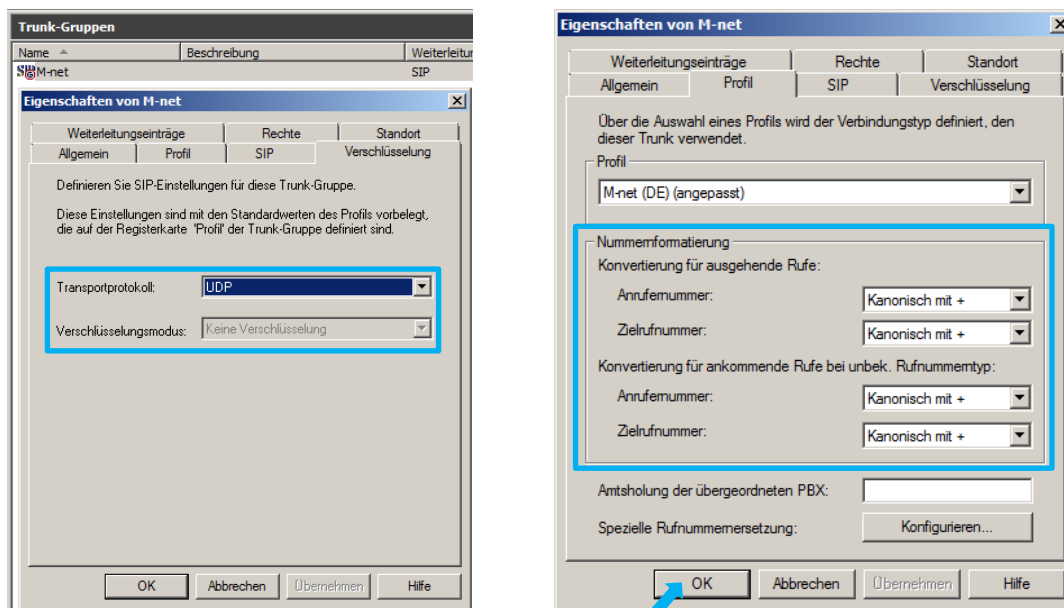 Trunk-Gruppen
Name Beschreibung Weiterleitur
M-net SIP
Eigenschaften von M-net
Weiterleitungseinträge Rechte Standort
Allgemein Profil SIP Verschlüsselung
Definieren Sie SIP-Einstellungen für diese Trunk-Gruppe.
Diese Einstellungen sind mit den Standardwerten des Profils vorbelegt,
die auf der Registerkarte 'Profil' der Trunk-Gruppe definiert sind.
Transportprotokoll: UDP
Verschlüsselungsmodus: Keine Verschlüsselung
OK Abbrechen Übernehmen Hilfe
Eigenschaften von M-net
Weiterleitungseinträge Rechte Standort
Allgemein Profil SIP Verschlüsselung
Über die Auswahl eines Profils wird der Verbindungstyp definiert, den
dieser Trunk verwendet.
Profil
M-net (DE) (angepasst)
Nummernformatierung
Konvertierung für ausgehende Rufe:
Anrufernummer: Kanonisch mit +
Zielrufnummer: Kanonisch mit +
Konvertierung für ankommende Rufe bei unbek. Rufnummerntyp:
Anrufernummer: Kanonisch mit +
Zielrufnummer: Kanonisch mit +
Amtsholung der übergeordneten PBX:
Spezielle Rufnummernersetzung: Konfigurieren...
OK Abbrechen Übernehmen Hilfe